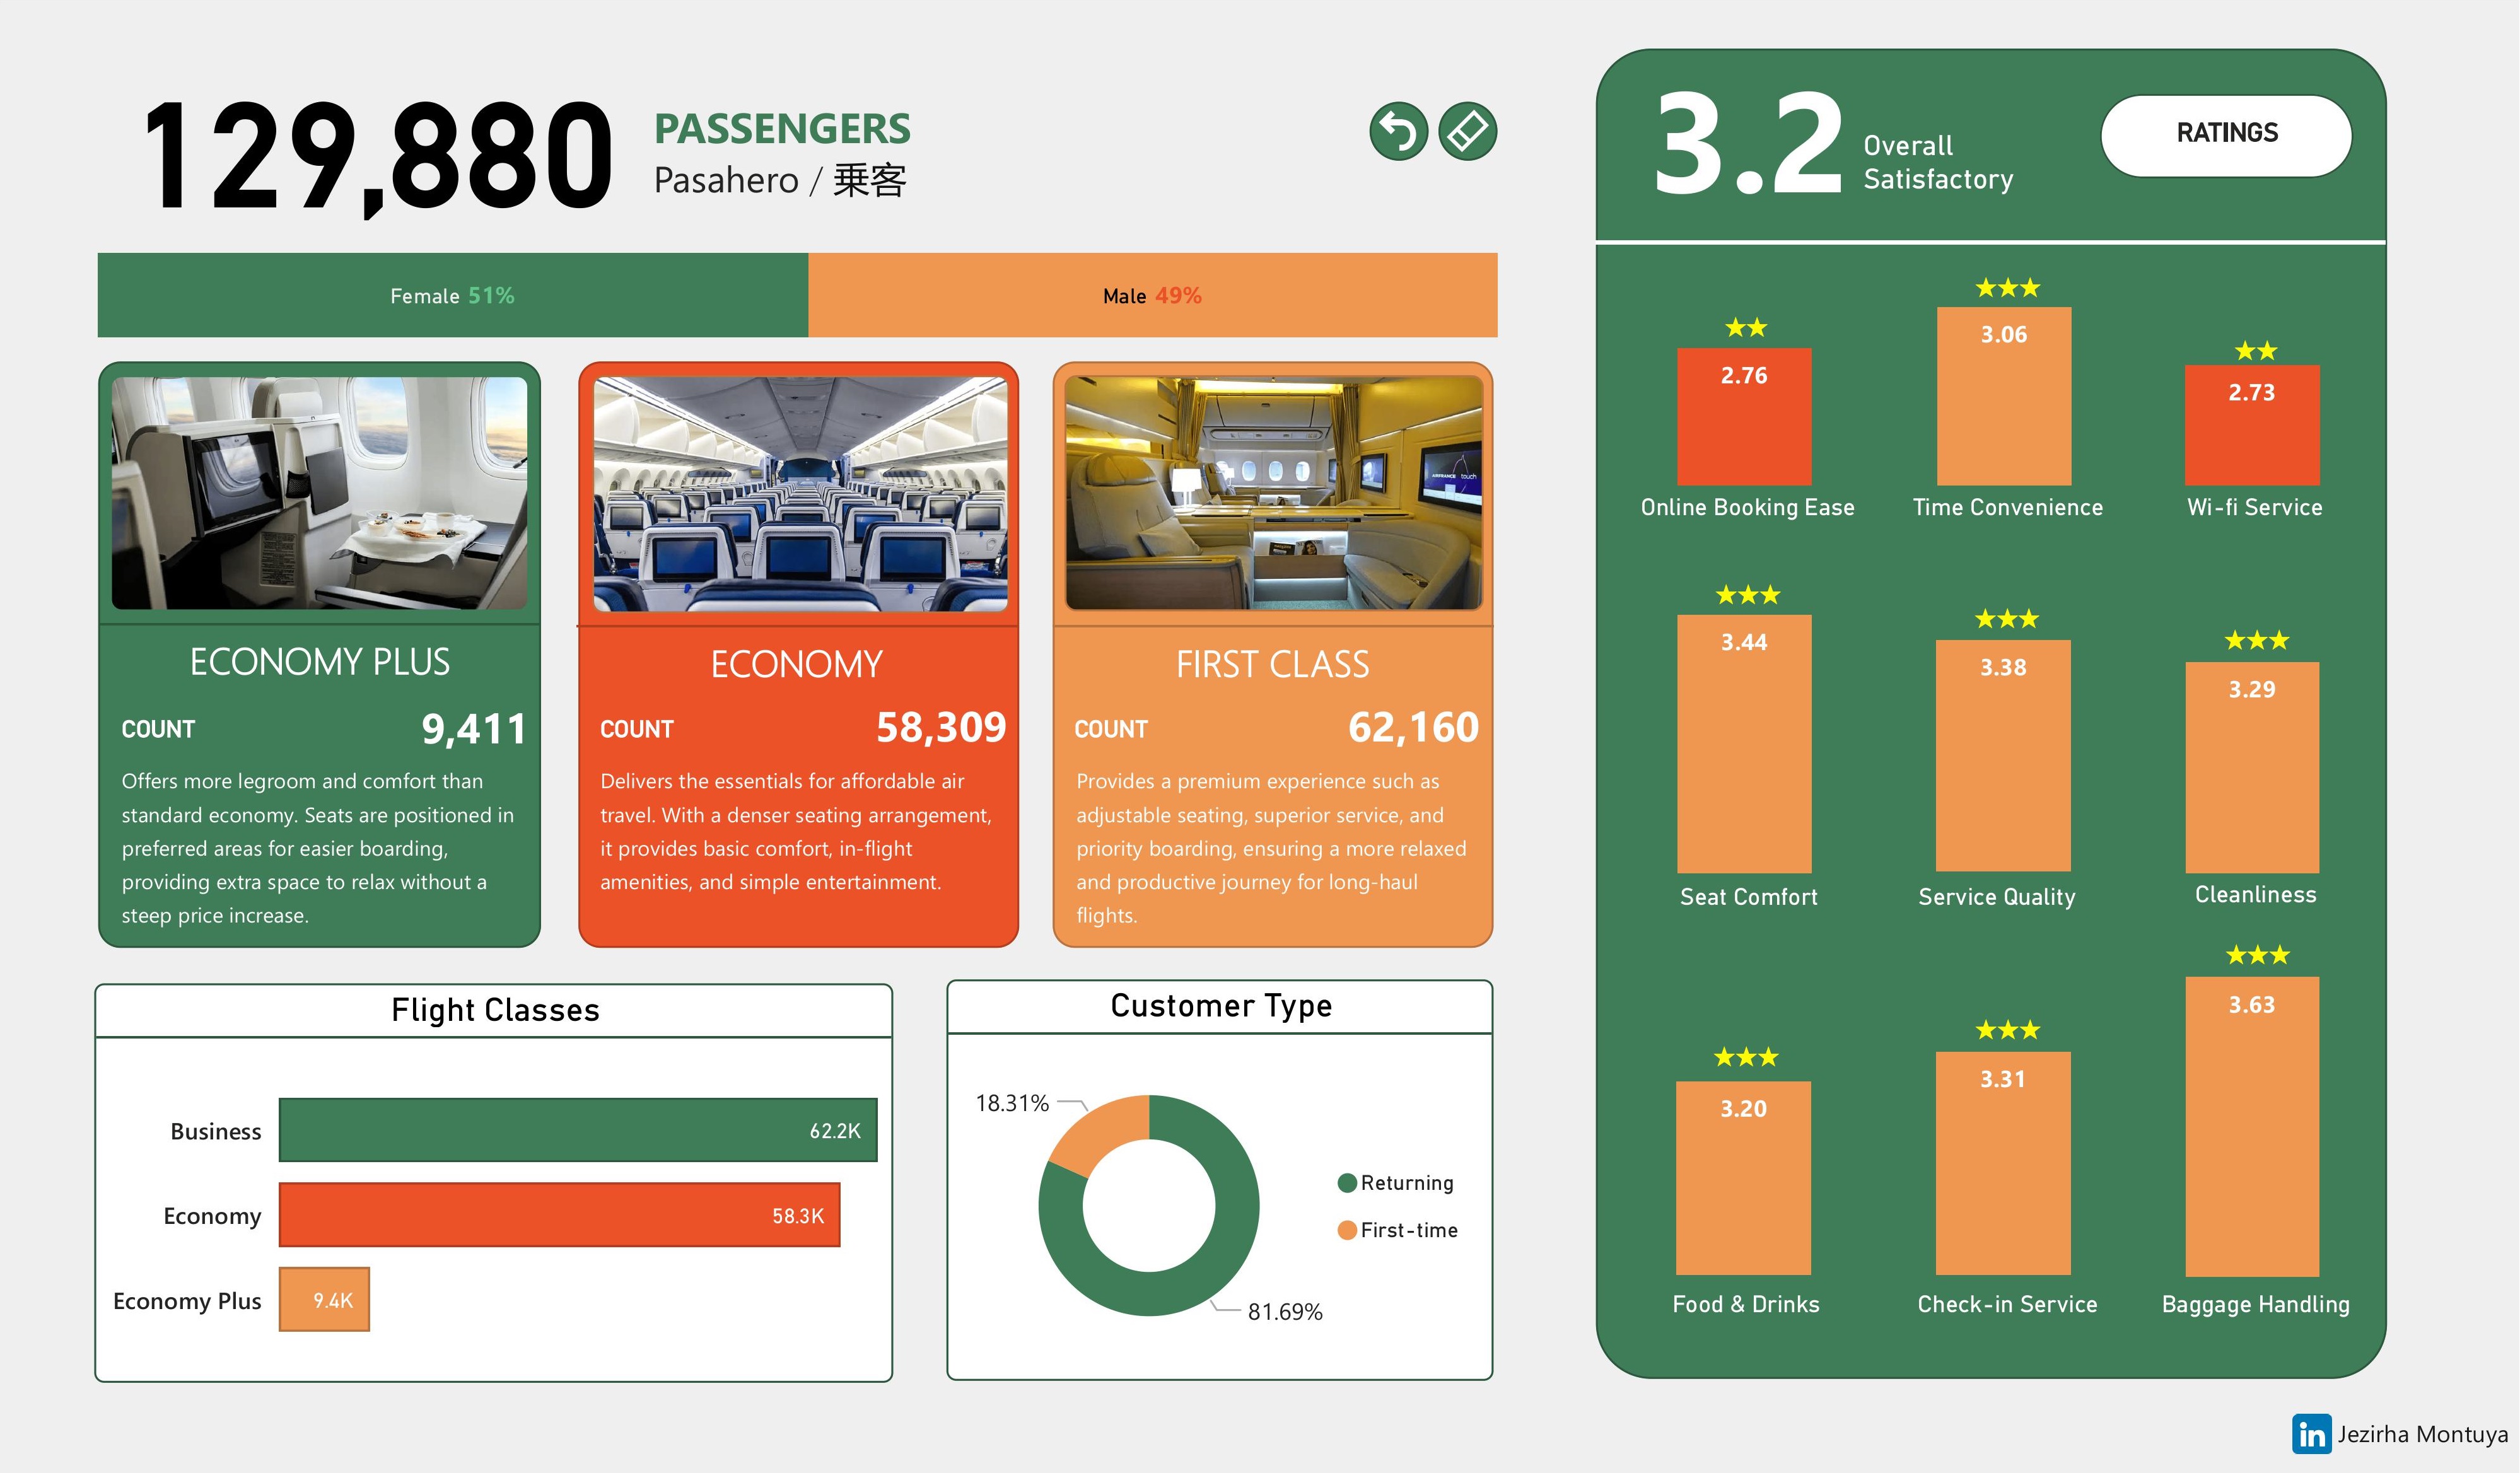 129,880
PASSENGERS
Pasahero / 乗客
Female 51%
Male 49%
ECONOMY PLUS
COUNT 9,411
Offers more legroom and comfort than
standard economy. Seats are positioned in
preferred areas for easier boarding,
providing extra space to relax without a
steep price increase.
ECONOMY
COUNT 58,309
Delivers the essentials for affordable air
travel. With a denser seating arrangement,
it provides basic comfort, in-flight
amenities, and simple entertainment.
AIRFRANCE touch
FIRST CLASS
COUNT 62,160
Provides a premium experience such as
adjustable seating, superior service, and
priority boarding, ensuring a more relaxed
and productive journey for long-haul
flights.
Flight Classes
Business 62.2K
Economy 58.3K
Economy Plus 9.4K
Customer Type
18.31%
81.69%
Returning
First-time
3.2
Overall
Satisfactory
RATINGS
★★
2.76
Online Booking Ease
★★★
3.06
Time Convenience
★★
2.73
Wi-fi Service
★★★
3.44
Seat Comfort
★★★
3.38
Service Quality
★★★
3.29
Cleanliness
★★★
3.20
Food & Drinks
★★★
3.31
Check-in Service
★★★
3.63
Baggage Handling
in Jezirha Montuya